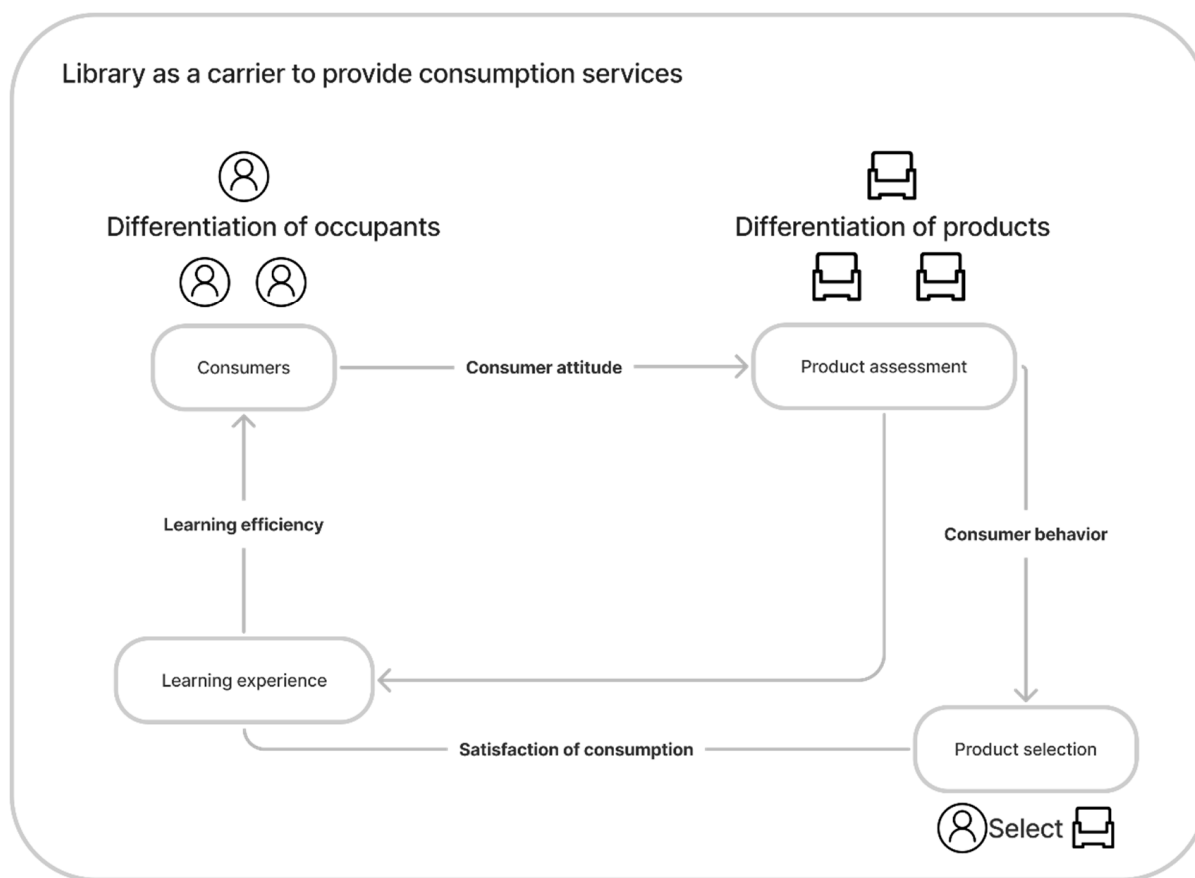 Library as a carrier to provide consumption services
Differentiation of occupants
Differentiation of products
Consumers
Consumer attitude
Product assessment
Learning efficiency
Consumer behavior
Learning experience
Satisfaction of consumption
Product selection
Select